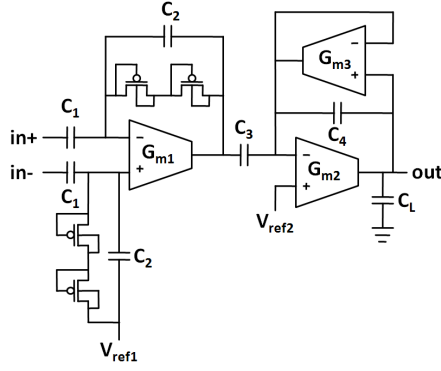 C2
−
Gm3
+
C1
C3
C4
in+
−
Gm1
+
−
Gm2
+
in-
out
C1
Vref2
CL
C2
Vref1